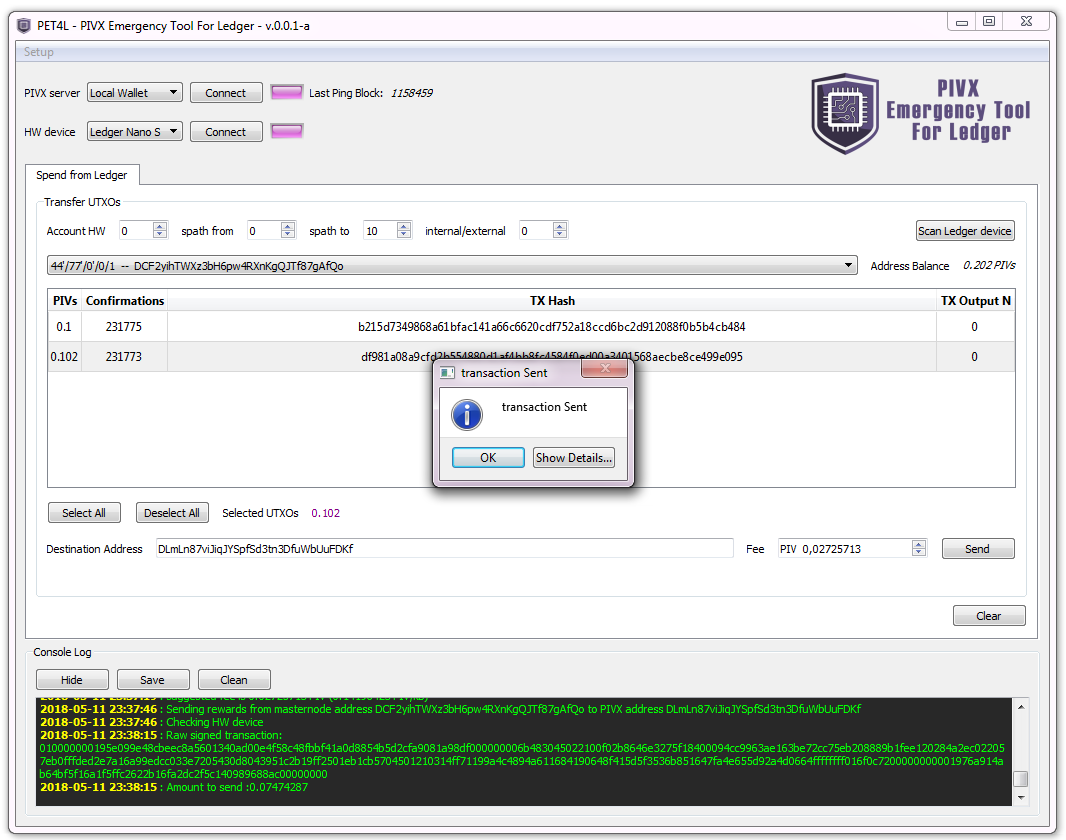 PET4L - PIVX Emergency Tool For Ledger - v.0.0.1-a
Setup
PIVX server Local Wallet Connect Last Ping Block: 1158459
HW device Ledger Nano S Connect
PIVX
Emergency Tool
For Ledger
Spend from Ledger
Transfer UTXOs
Account HW 0 spath from 0 spath to 10 internal/external 0 Scan Ledger device
44'/77'/0'/0/1 -- DCF2yihTWXz3bH6pw4RXnKgQJTf87gAfQo Address Balance 0.202 PIVs
PIVs Confirmations TX Hash TX Output N
0.1 231775 b215d7349868a61bfac141a66c6620cdf752a18ccd6bc2d912088f0b5b4cb484 0
0.102 231773 df981a08a9cfd2b554880d1af4bb8fc4584f0ed00a3401568aecbe8ce499e095 0
transaction Sent
transaction Sent
OK Show Details...
Select All Deselect All Selected UTXOs 0.102
Destination Address DLmLn87viJiqJYSpfSd3tn3DfuWbUuFDKf Fee PIV 0,02725713 Send
Clear
Console Log
Hide Save Clean
2018-05-11 23:37:46 : Sending rewards from masternode address DCF2yihTWXz3bH6pw4RXnKgQJTf87gAfQo to PIVX address DLmLn87viJiqJYSpfSd3tn3DfuWbUuFDKf
2018-05-11 23:37:46 : Checking HW device
2018-05-11 23:38:15 : Raw signed transaction:
010000000195e099e48cbeec8a5601340ad00e4f58c48fbbf41a0d8854b5d2cfa9081a98df000000006b483045022100f02b8646e3275f18400094cc9963ae163be72cc75eb208889b1fee120284a2ec02205
7eb0fffded2e7a16a99edcc033e7205430d8043951c2b19ff2501eb1cb5704501210314ff71199a4c4894a611684190648f415d5f3536b851647fa4e655d92a4d0664ffffffff016f0c7200000000001976a914a
b64bf5f16a1f5ffc2622b16fa2dc2f5c140989688ac00000000
2018-05-11 23:38:15 : Amount to send :0.07474287